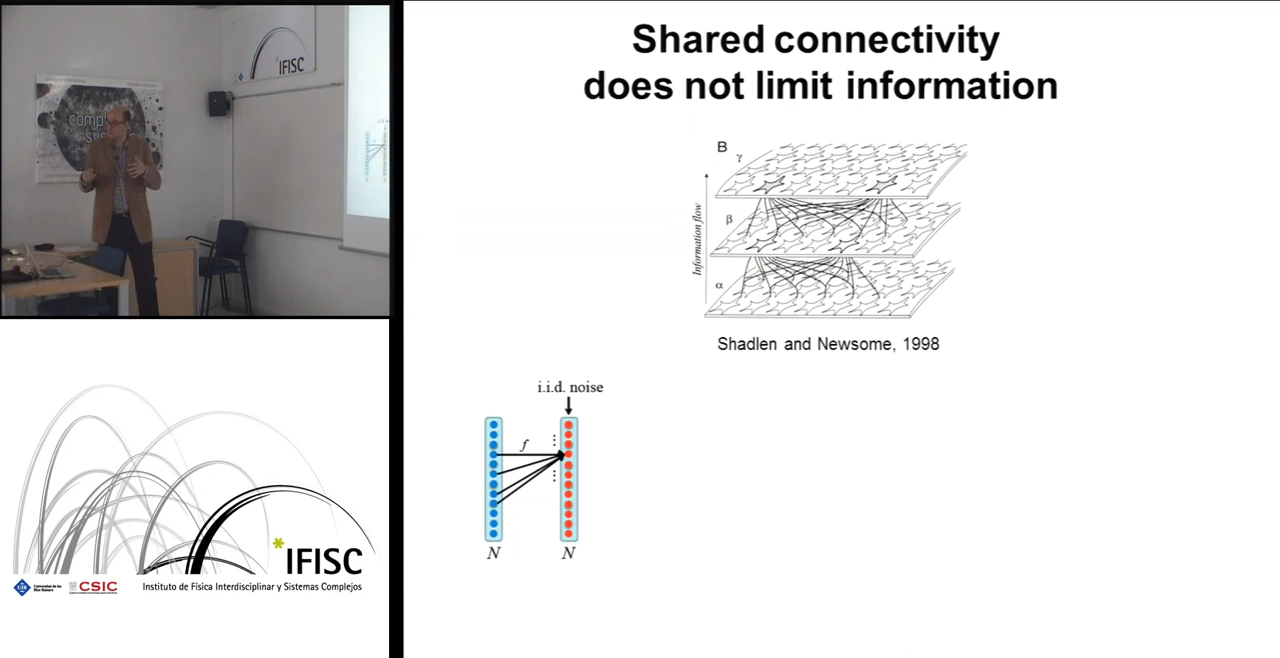 Shared connectivity
does not limit information
B
γ
β
α
Information flow
Shadlen and Newsome, 1998
i.i.d. noise
f
N
N
IFISC
comp
IFISC
CSIC
Instituto de Física Interdisciplinar y Sistemas Complejos